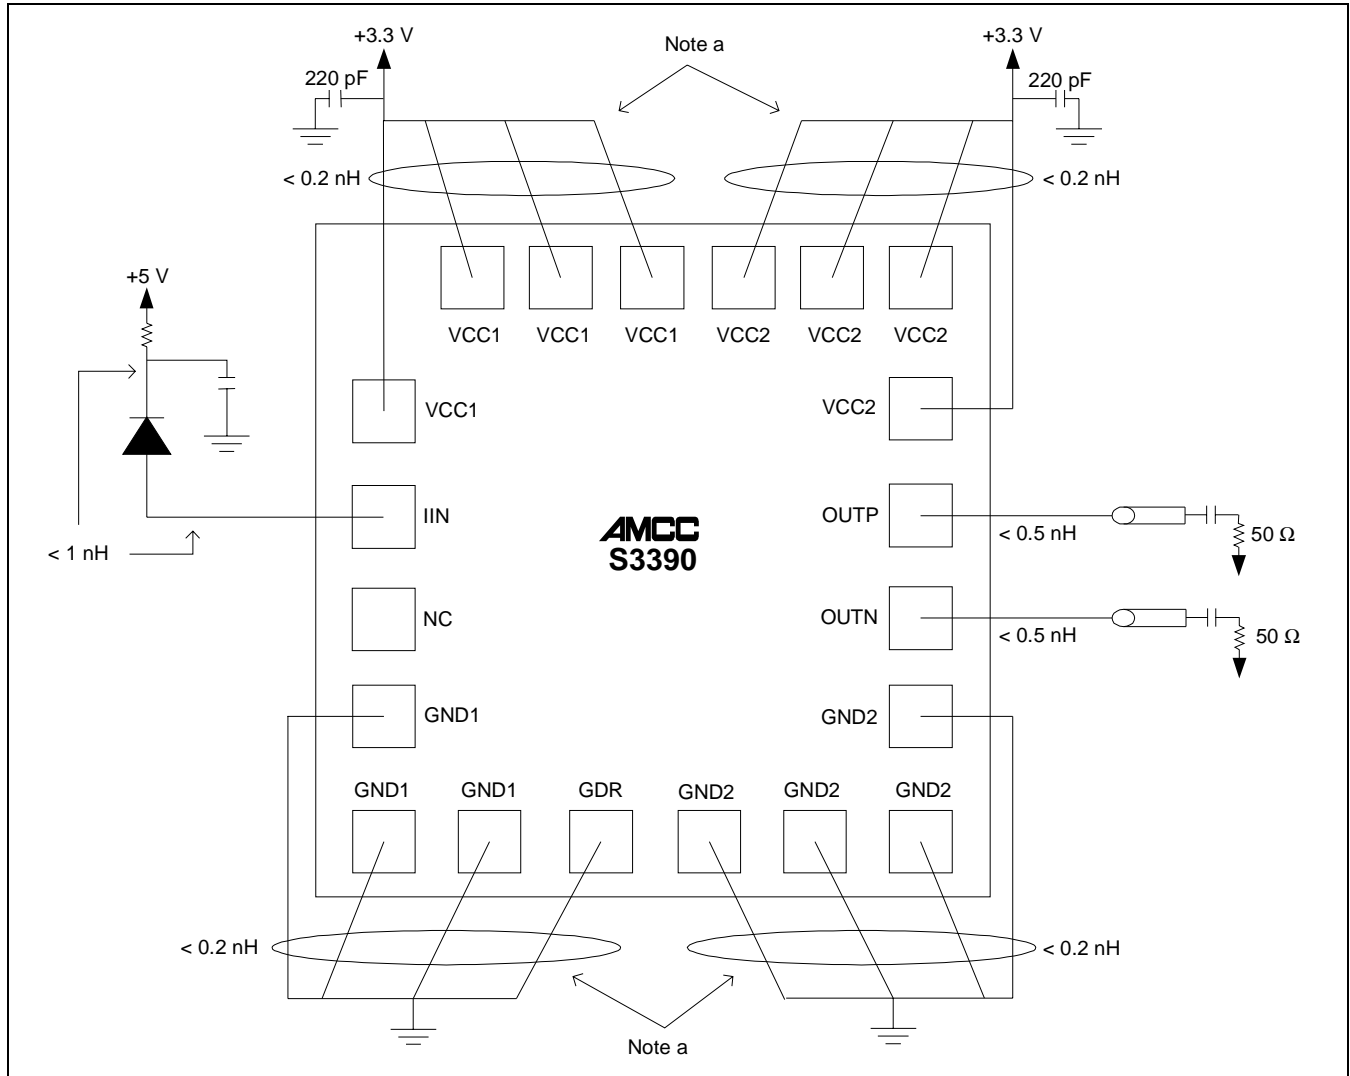 +3.3 V
Note a
+3.3 V
220 pF
220 pF
< 0.2 nH
< 0.2 nH
+5 V
VCC1
VCC1
VCC1
VCC2
VCC2
VCC2
VCC1
VCC2
IIN
AMCC
S3390
OUTP
< 0.5 nH
50 Ω
< 1 nH
NC
OUTN
< 0.5 nH
50 Ω
GND1
GND2
GND1
GND1
GDR
GND2
GND2
GND2
< 0.2 nH
< 0.2 nH
Note a